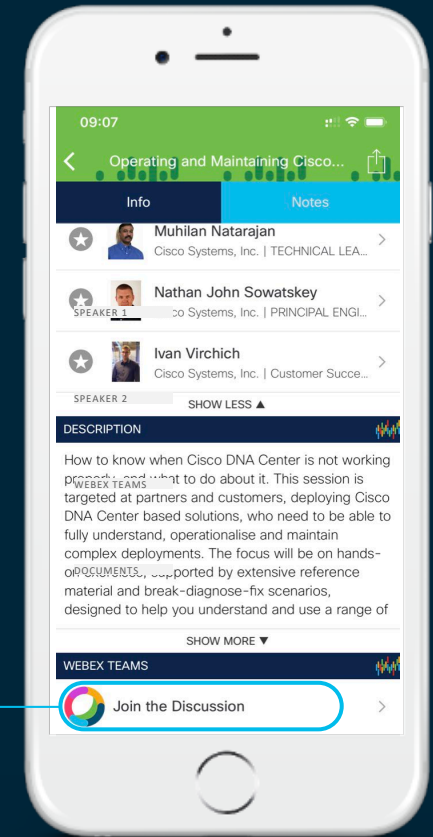 09:07
Operating and Maintaining Cisco...
Info
Notes
Muhilan Natarajan
Cisco Systems, Inc. | TECHNICAL LEA...
Nathan John Sowatskey
SPEAKER 1
co Systems, Inc. | PRINCIPAL ENGI...
Ivan Virchich
Cisco Systems, Inc. | Customer Succe...
SPEAKER 2
SHOW LESS ▲
DESCRIPTION
How to know when Cisco DNA Center is not working
what to do about it. This session is
WEBEX TEAMS
targeted at partners and customers, deploying Cisco
DNA Center based solutions, who need to be able to
fully understand, operationalise and maintain
complex deployments. The focus will be on hands-
DOCUMENTS
supported by extensive reference
material and break-diagnose-fix scenarios,
designed to help you understand and use a range of
SHOW MORE ▼
WEBEX TEAMS
Join the Discussion